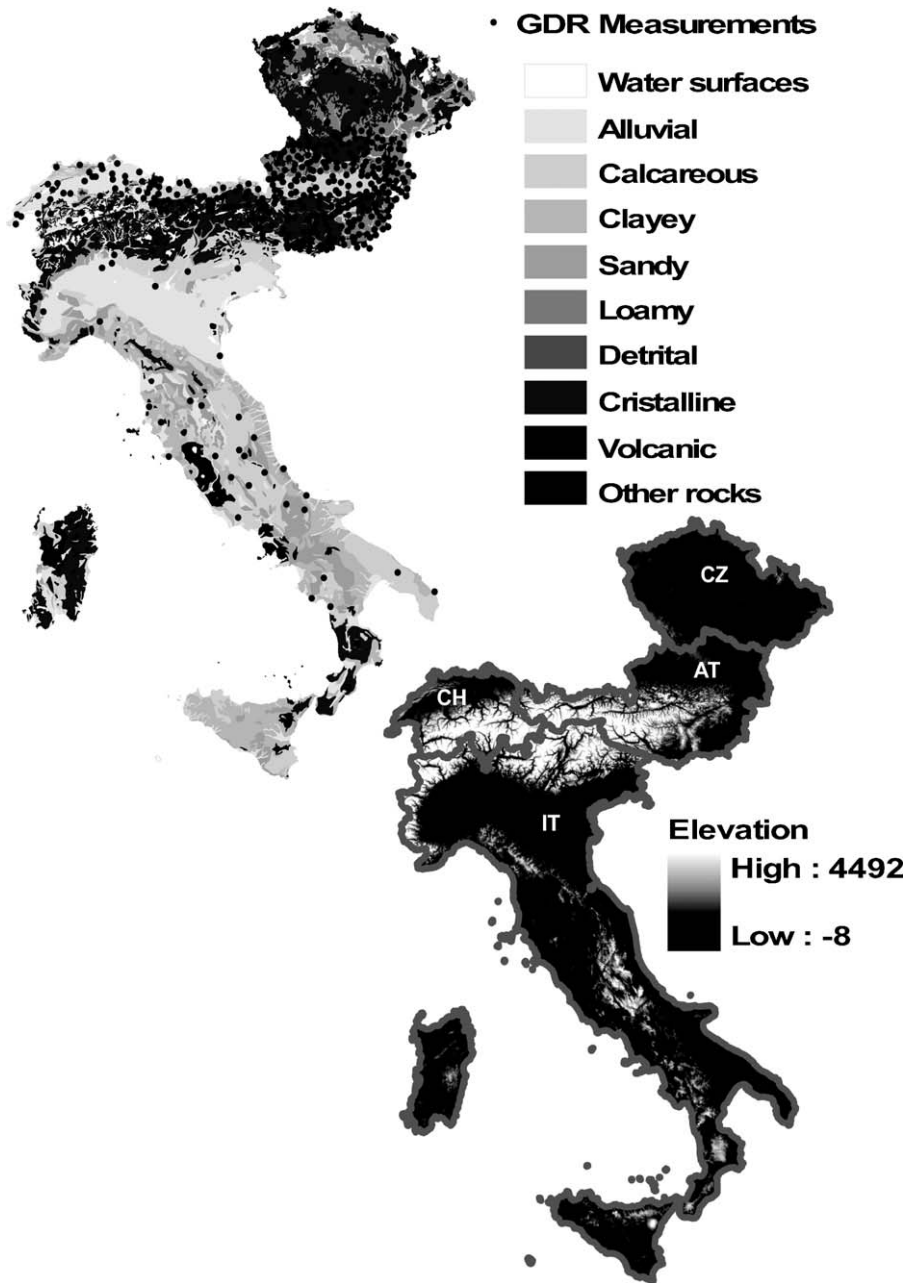 • GDR Measurements
Water surfaces
Alluvial
Calcareous
Clayey
Sandy
Loamy
Detrital
Cristalline
Volcanic
Other rocks
CZ
AT
CH
IT
Elevation
High : 4492
Low : -8